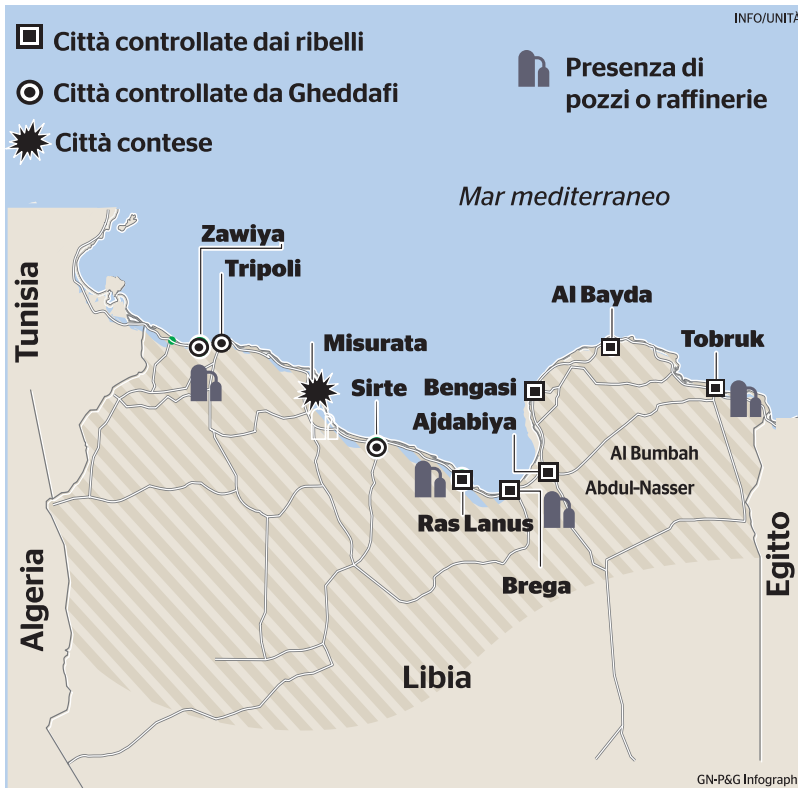 INFO/UNITÀ
Città controllate dai ribelli
Città controllate da Gheddafi
Città contese
Presenza di
pozzi o raffinerie
Mar mediterraneo
Zawiya
Tripoli
Tunisia
Misurata
Sirte
Al Bayda
Tobruk
Bengasi
Ajdabiya
Al Bumbah
Abdul-Nasser
Ras Lanus
Brega
Algeria
Egitto
Libia
GN-P&G Infograph